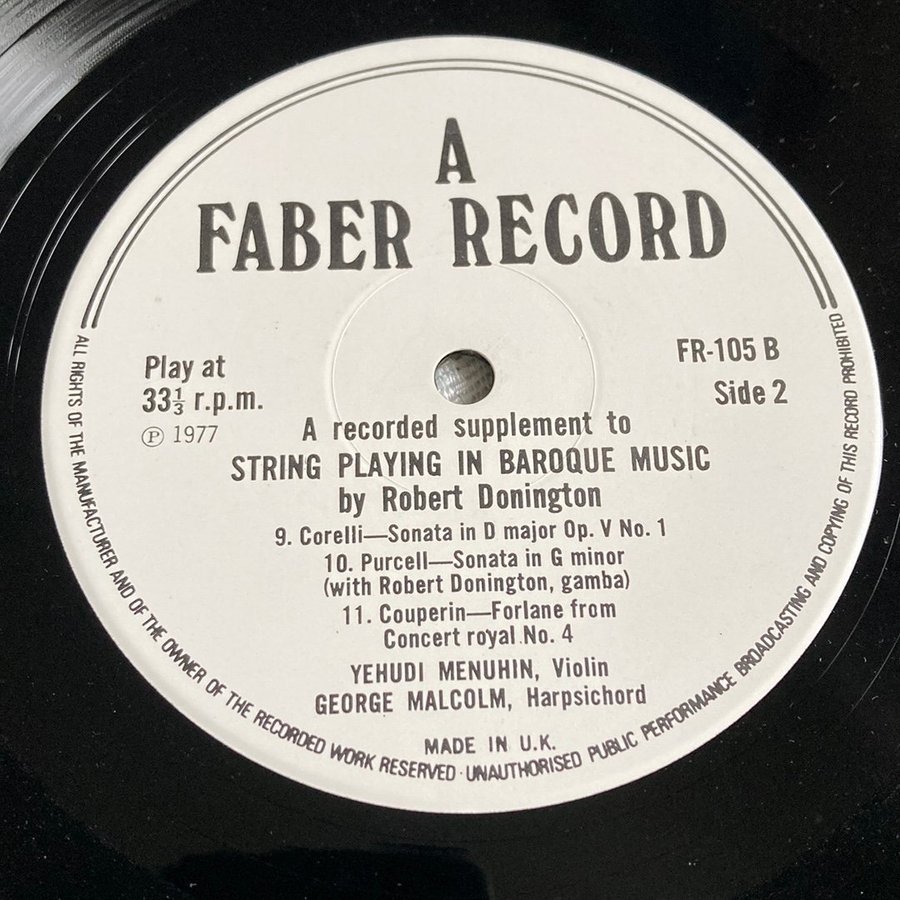 A
FABER RECORD
Play at
33⅓ r.p.m.
Ⓟ 1977
FR-105 B
Side 2
A recorded supplement to
STRING PLAYING IN BAROQUE MUSIC
by Robert Donington
9. Corelli—Sonata in D major Op. V No. 1
10. Purcell—Sonata in G minor
(with Robert Donington, gamba)
11. Couperin—Forlane from
Concert royal No. 4
YEHUDI MENUHIN, Violin
GEORGE MALCOLM, Harpsichord
MADE IN U.K.
ALL RIGHTS OF THE MANUFACTURER AND OF THE OWNER OF THE RECORDED WORK RESERVED · UNAUTHORISED PUBLIC PERFORMANCE BROADCASTING AND COPYING OF THIS RECORD PROHIBITED